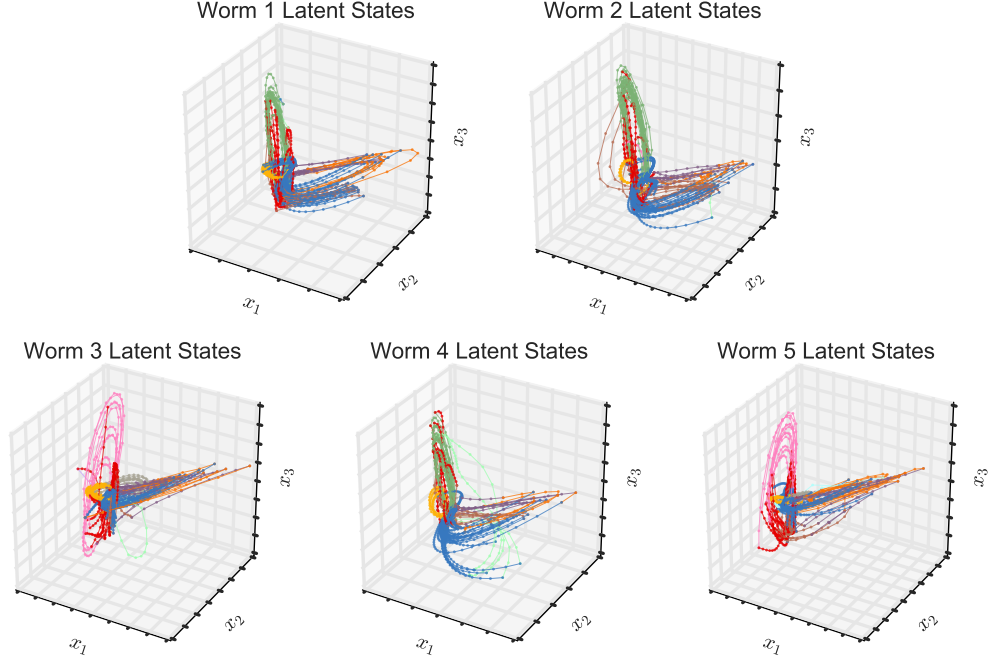 Worm 1 Latent States
Worm 2 Latent States
x₃
x₃
x₂
x₂
x₁
x₁
Worm 3 Latent States
Worm 4 Latent States
Worm 5 Latent States
x₃
x₃
x₃
x₂
x₂
x₂
x₁
x₁
x₁